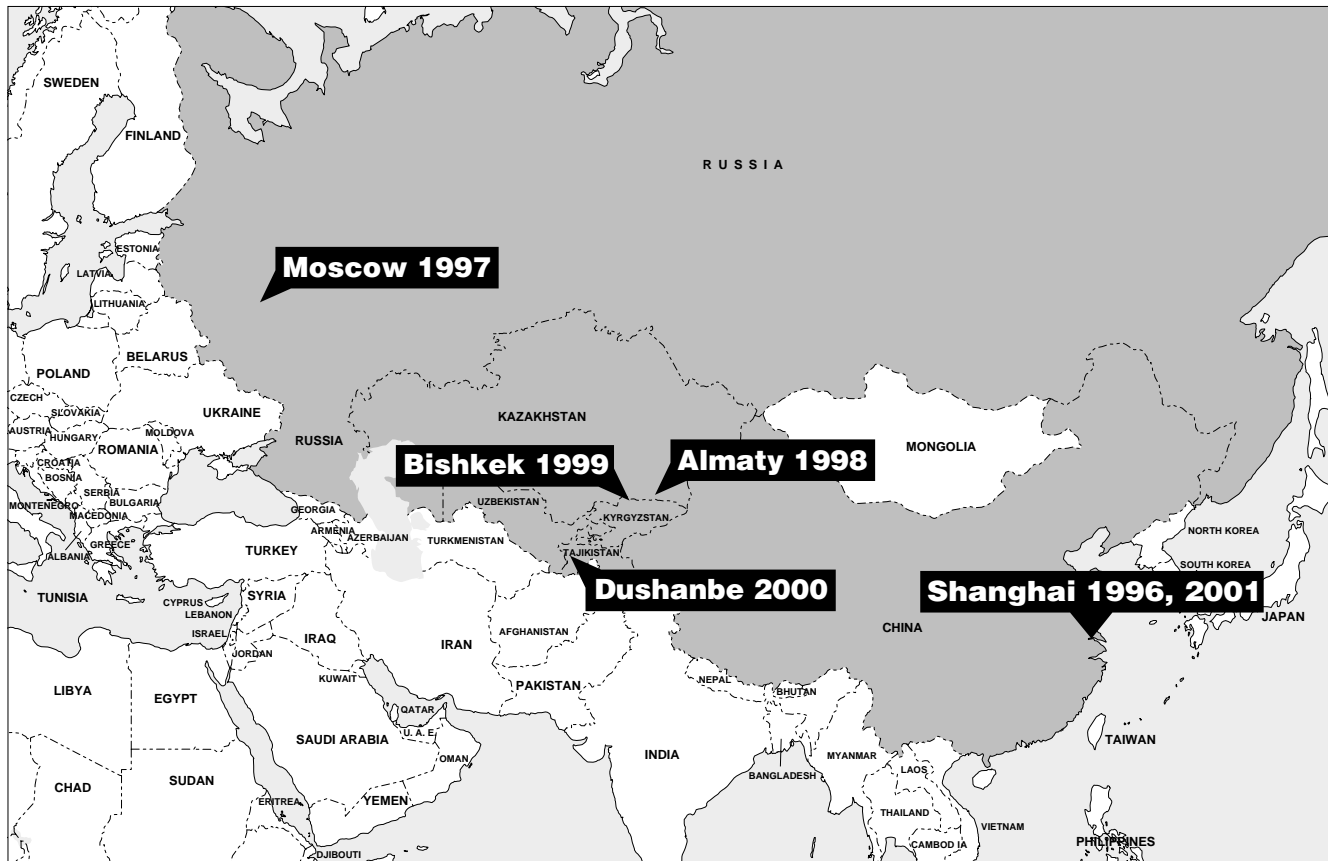 SWEDEN
FINLAND
R U S S I A
ESTONIA
Moscow 1997
LATVIA
LITHUANIA
BELARUS
POLAND
CZECH
SLOVAKIA
UKRAINE
KAZAKHSTAN
AUSTRIA
HUNGARY
MOLDOVA
RUSSIA
ROMANIA
MONGOLIA
Bishkek 1999
Almaty 1998
CROATIA
BOSNIA
SERBIA
BULGARIA
MONTENEGRO
MACEDONIA
GEORGIA
UZBEKISTAN
KYRGYZSTAN
ARMENIA
AZERBAIJAN
TURKMENISTAN
NORTH KOREA
GREECE
ALBANIA
TURKEY
TAJIKISTAN
SOUTH KOREA
Dushanbe 2000
Shanghai 1996, 2001
TUNISIA
CYPRUS
SYRIA
LEBANON
JAPAN
ISRAEL
IRAQ
IRAN
AFGHANISTAN
CHINA
JORDAN
KUWAIT
PAKISTAN
NEPAL
BHUTAN
LIBYA
EGYPT
QATAR
U. A. E.
SAUDI ARABIA
OMAN
INDIA
MYANMAR
TAIWAN
BANGLADESH
LAOS
CHAD
SUDAN
ERITREA
YEMEN
THAILAND
VIETNAM
CAMBOD IA
PHILIPPINES
DJIBOUTI